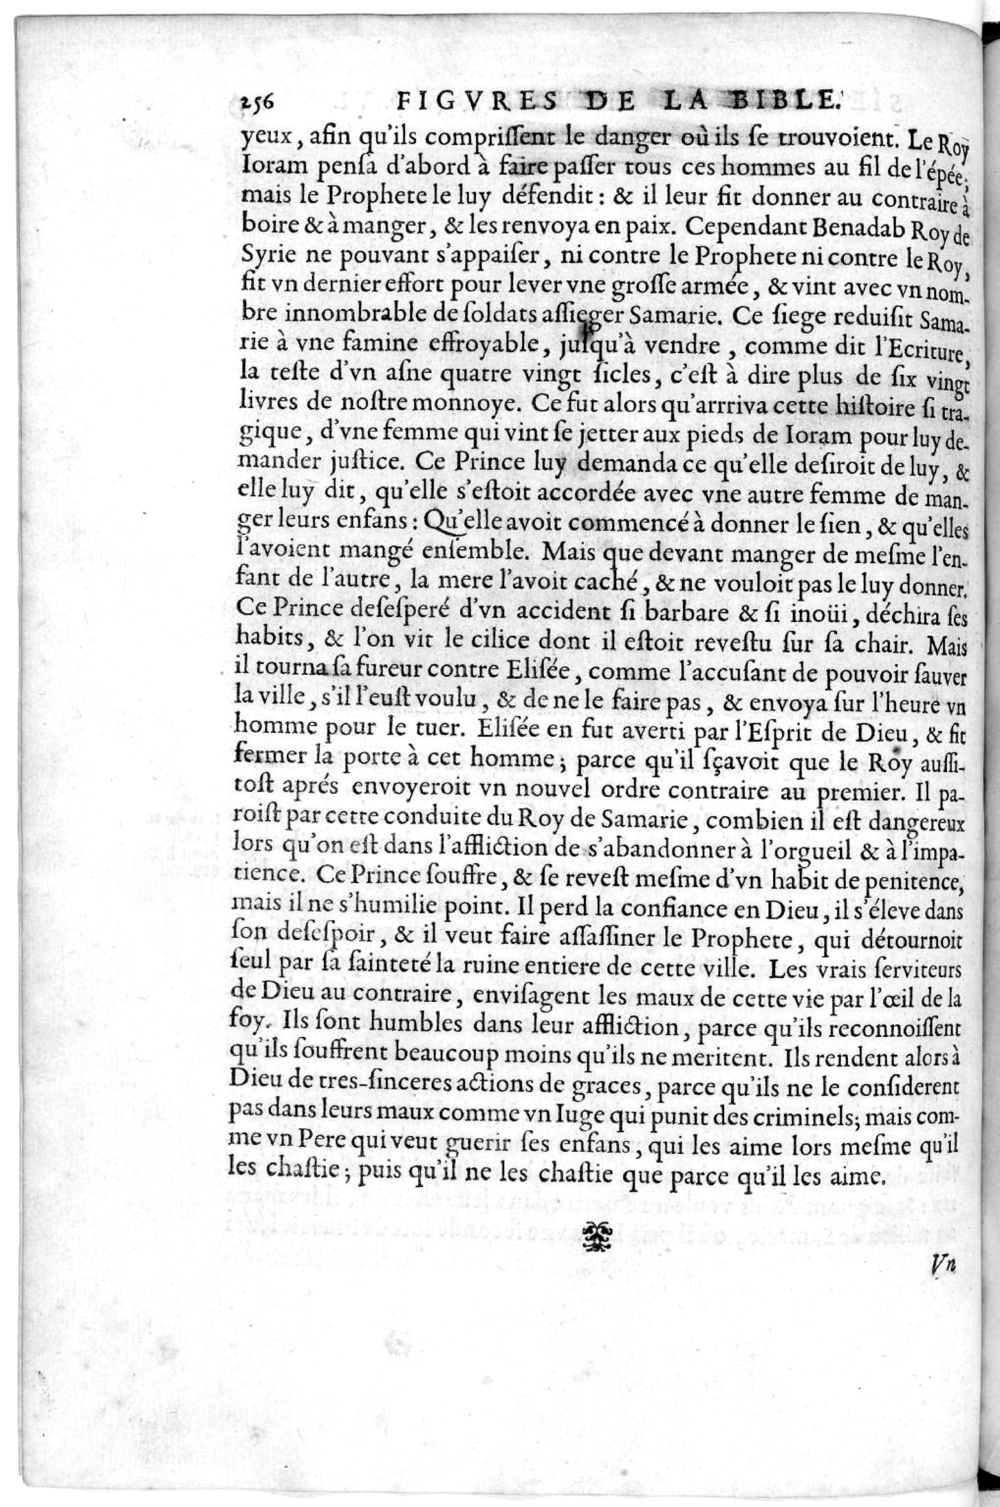 256 FIGVRES DE LA BIBLE.
yeux, afin qu'ils compriſſent le danger où ils ſe trouvoient. Le Roy
Ioram penſa d'abord à faire paſſer tous ces hommes au fil de l'épée;
mais le Prophete le luy défendit: & il leur fit donner au contraire à
boire & à manger, & les renvoya en paix. Cependant Benadab Roy de
Syrie ne pouvant s'appaiſer, ni contre le Prophete ni contre le Roy,
fit vn dernier effort pour lever vne groſſe armée, & vint avec vn nom-
bre innombrable de ſoldats aſſieger Samarie. Ce ſiege reduiſit Sama-
rie à vne famine effroyable, juſqu'à vendre, comme dit l'Ecriture,
la teſte d'vn aſne quatre vingt ſicles, c'eſt à dire plus de ſix vingt
livres de noſtre monnoye. Ce fut alors qu'arrriva cette hiſtoire ſi tra-
gique, d'vne femme qui vint ſe jetter aux pieds de Ioram pour luy de-
mander juſtice. Ce Prince luy demanda ce qu'elle deſiroit de luy, &
elle luy dit, qu'elle s'eſtoit accordée avec vne autre femme de man-
ger leurs enfans: Qu'elle avoit commencé à donner le ſien, & qu'elles
l'avoient mangé enſemble. Mais que devant manger de meſme l'en-
fant de l'autre, la mere l'avoit caché, & ne vouloit pas le luy donner.
Ce Prince deſeſperé d'vn accident ſi barbare & ſi inoüi, déchira ſes
habits, & l'on vit le cilice dont il eſtoit reveſtu ſur ſa chair. Mais
il tourna ſa fureur contre Eliſée, comme l'accuſant de pouvoir ſauver
la ville, s'il l'euſt voulu, & de ne le faire pas, & envoya ſur l'heure vn
homme pour le tuer. Eliſée en fut averti par l'Eſprit de Dieu, & fit
fermer la porte à cet homme; parce qu'il ſçavoit que le Roy auſſi-
toſt aprés envoyeroit vn nouvel ordre contraire au premier. Il pa-
roiſt par cette conduite du Roy de Samarie, combien il eſt dangereux
lors qu'on eſt dans l'affliction de s'abandonner à l'orgueil & à l'impa-
tience. Ce Prince ſouffre, & ſe reveſt meſme d'vn habit de penitence,
mais il ne s'humilie point. Il perd la confiance en Dieu, il s'éleve dans
ſon deſeſpoir, & il veut faire aſſaſſiner le Prophete, qui détournoit
ſeul par ſa ſainteté la ruine entiere de cette ville. Les vrais ſerviteurs
de Dieu au contraire, enviſagent les maux de cette vie par l'œil de la
foy. Ils ſont humbles dans leur affliction, parce qu'ils reconnoiſſent
qu'ils ſouffrent beaucoup moins qu'ils ne meritent. Ils rendent alors à
Dieu de tres-ſinceres actions de graces, parce qu'ils ne le conſiderent
pas dans leurs maux comme vn Iuge qui punit des criminels; mais com-
me vn Pere qui veut guerir ſes enfans, qui les aime lors meſme qu'il
les chaſtie; puis qu'il ne les chaſtie que parce qu'il les aime.
Vn